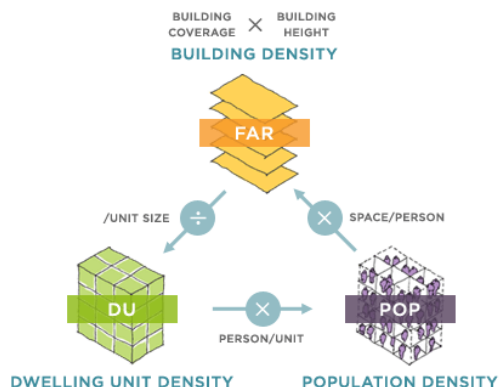 BUILDING COVERAGE × BUILDING HEIGHT
BUILDING DENSITY
FAR
/UNIT SIZE ÷
× SPACE/PERSON
DU
×
POP
PERSON/UNIT
DWELLING UNIT DENSITY
POPULATION DENSITY